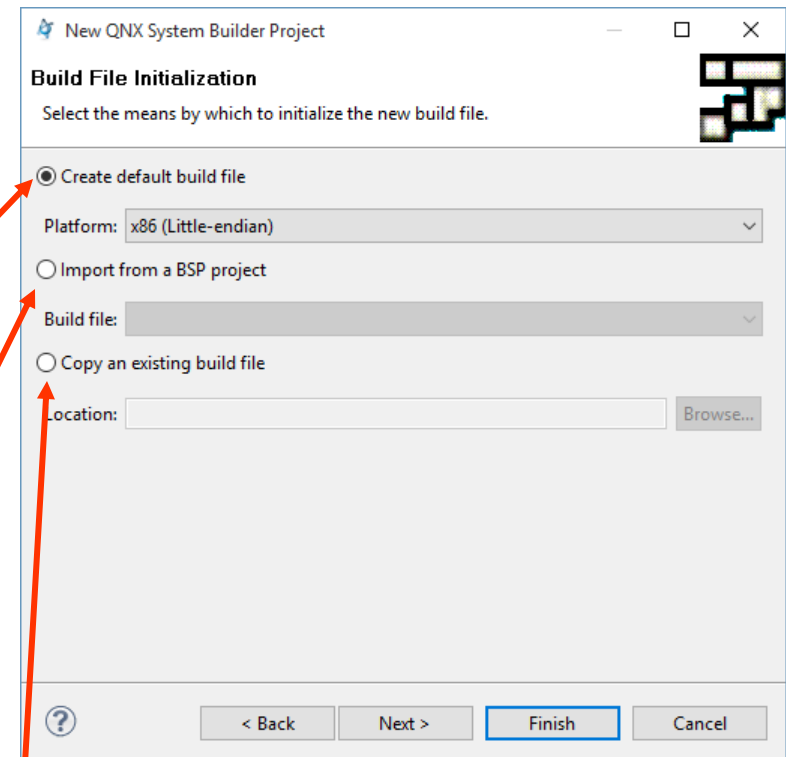 New QNX System Builder Project
Build File Initialization
Select the means by which to initialize the new build file.
Create default build file
Platform: x86 (Little-endian)
Import from a BSP project
Build file:
Copy an existing build file
Location: Browse...
? < Back Next > Finish Cancel